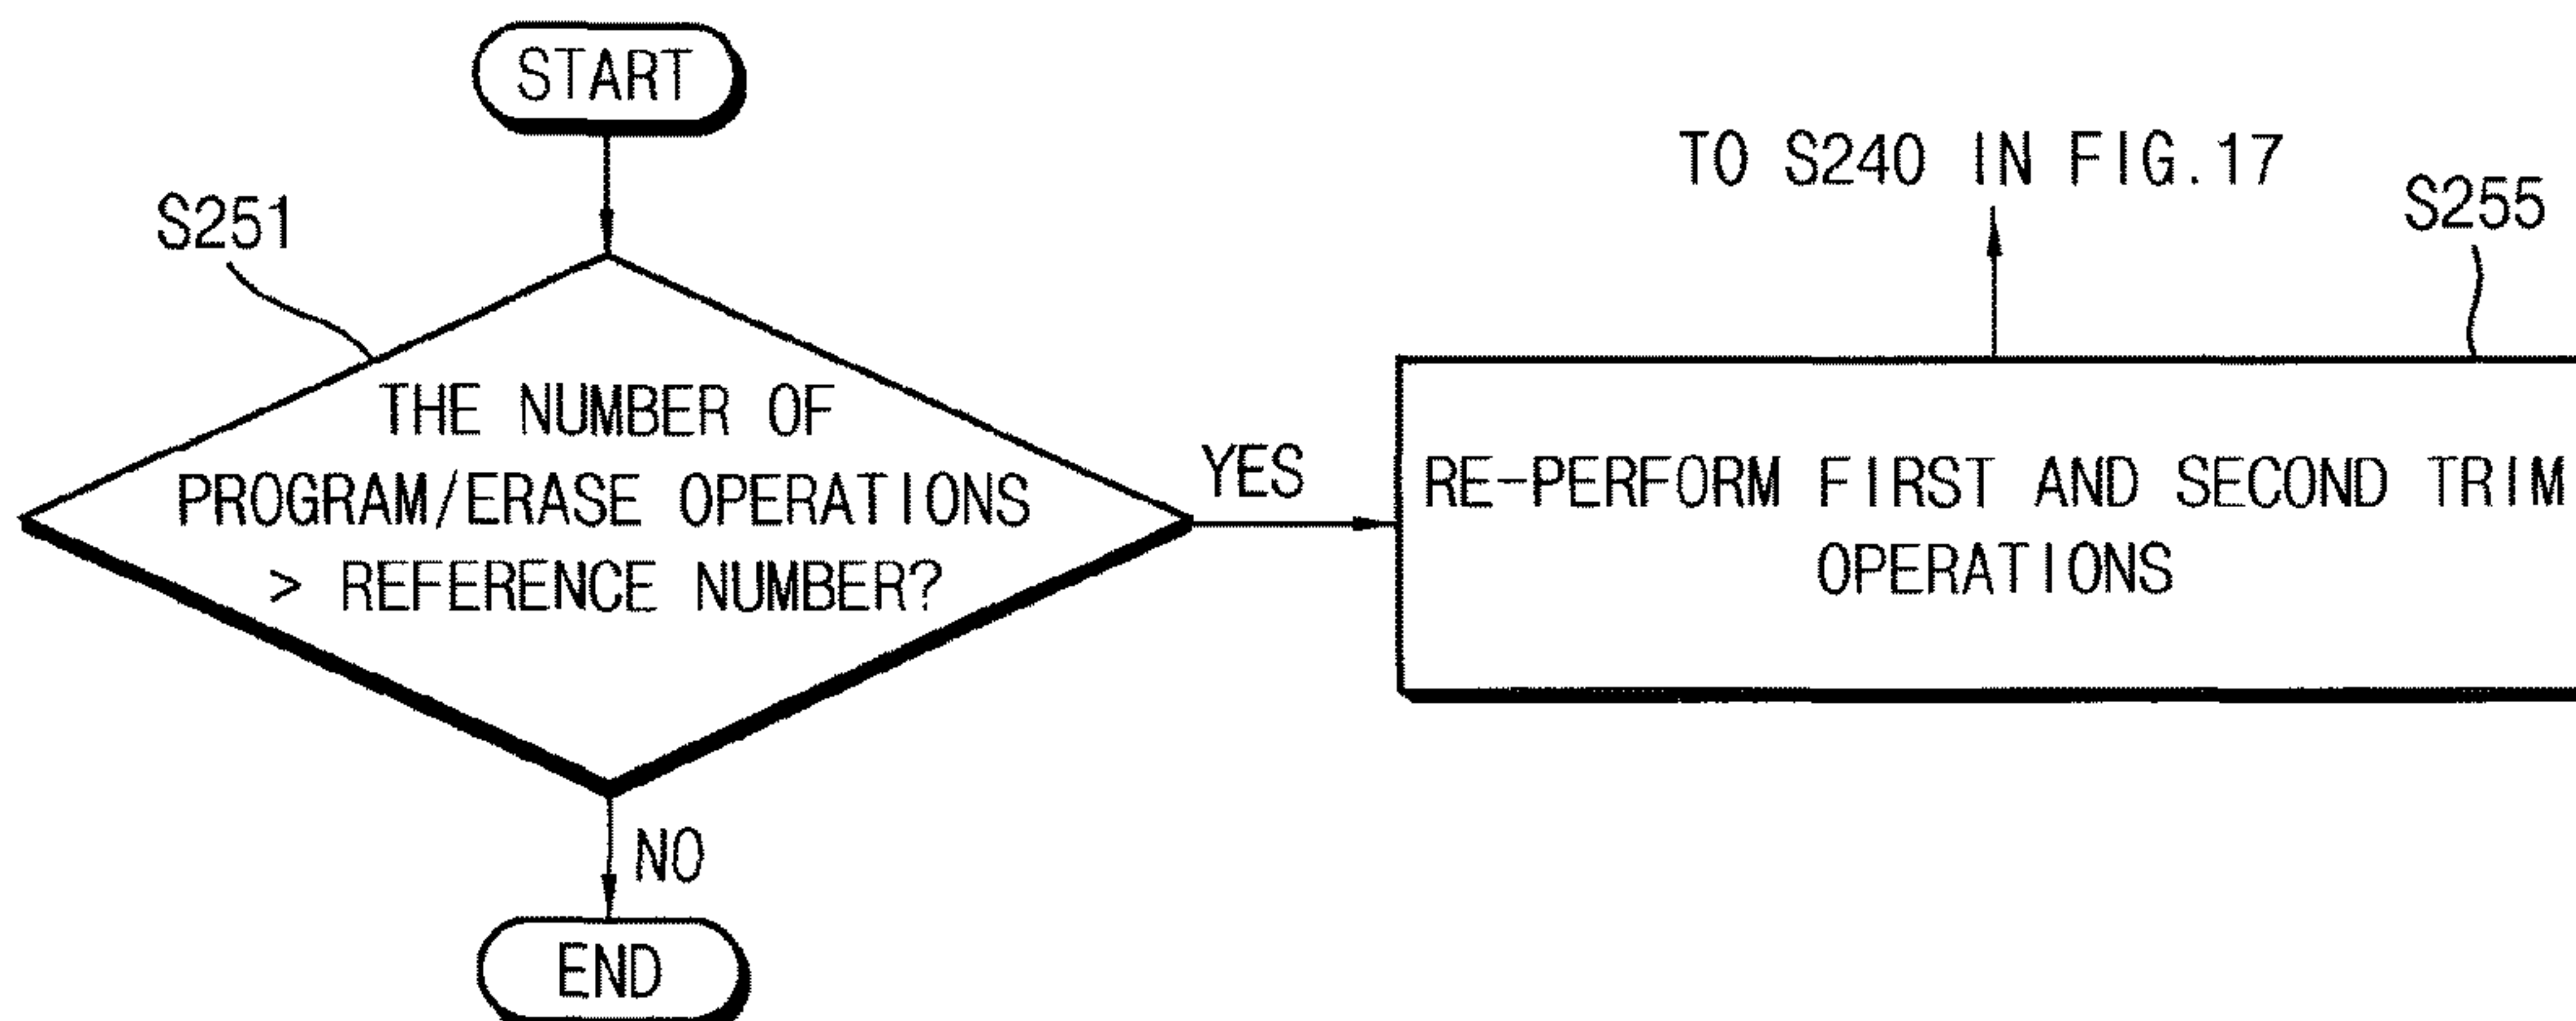 START
TO S240 IN FIG.17
S251
S255
THE NUMBER OF
PROGRAM/ERASE OPERATIONS
> REFERENCE NUMBER?
YES
RE-PERFORM FIRST AND SECOND TRIM
OPERATIONS
NO
END